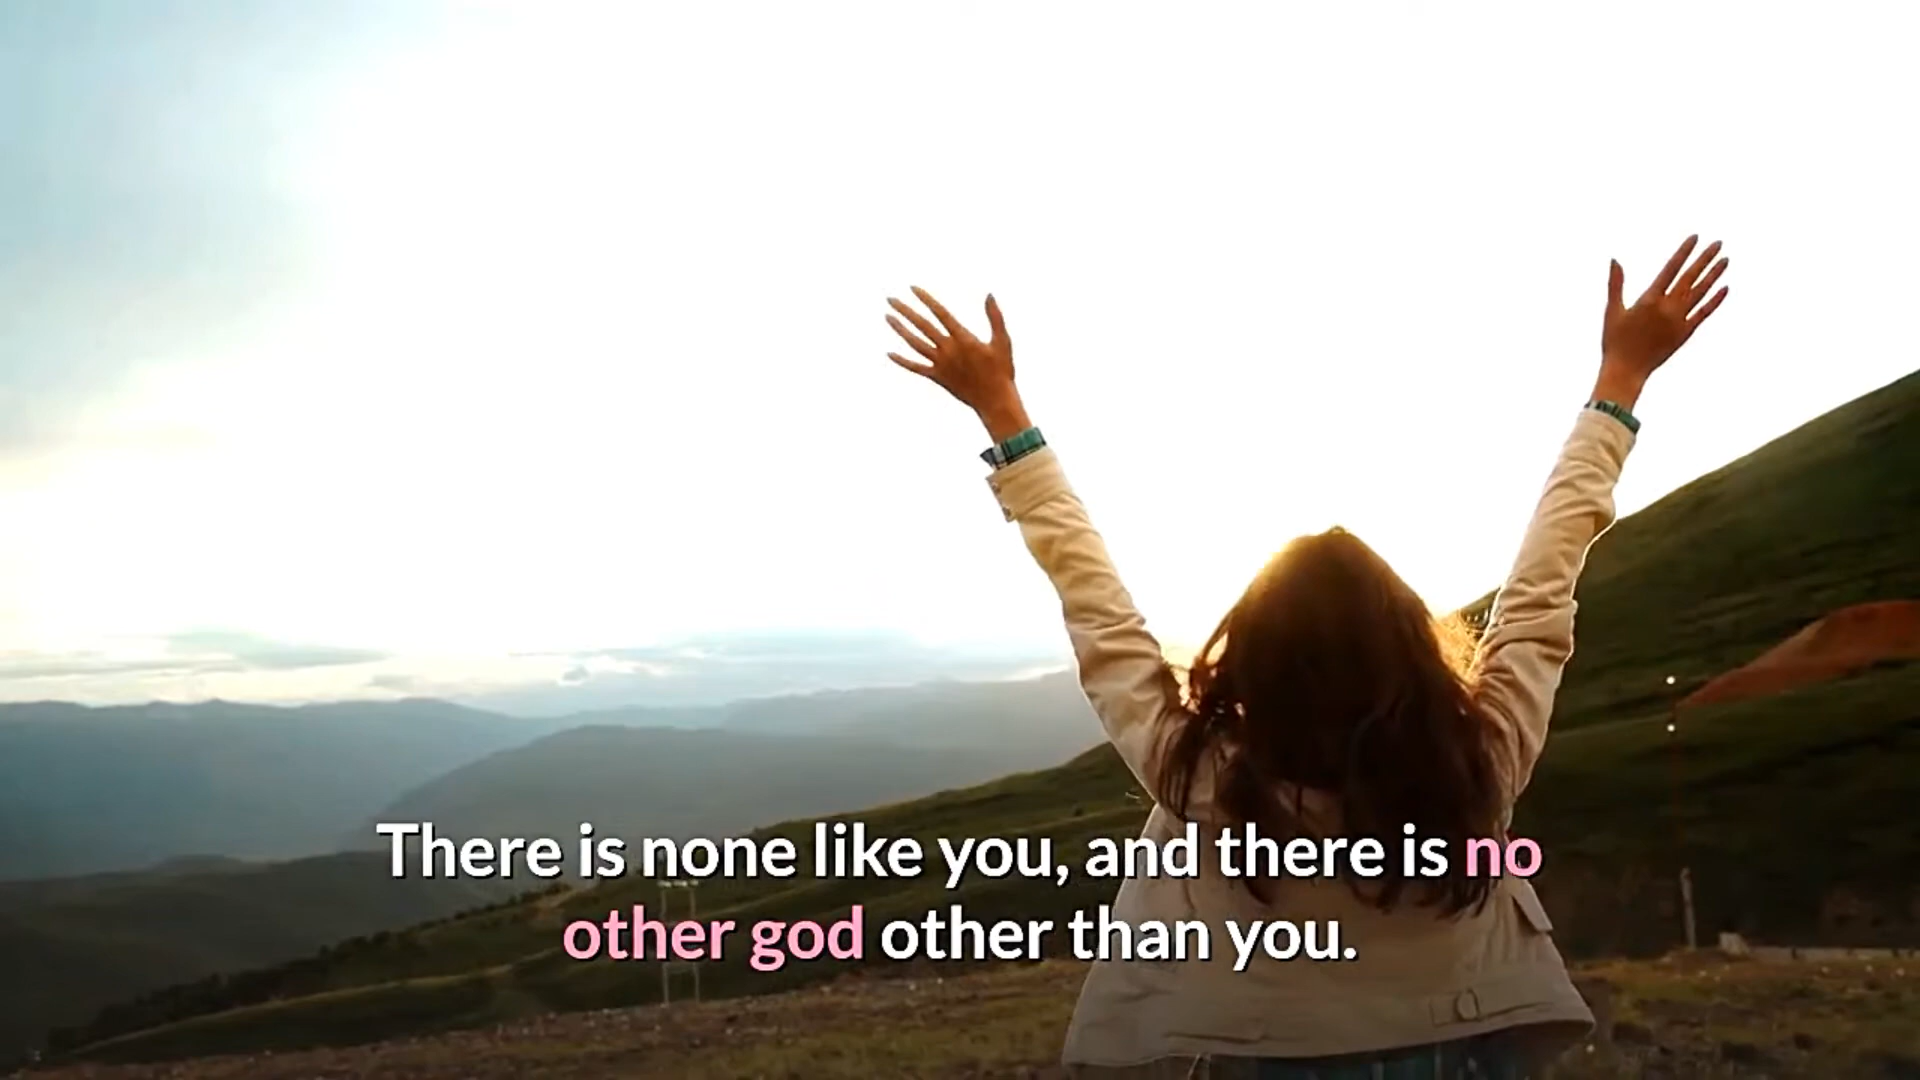 There is none like you, and there is no
other god other than you.